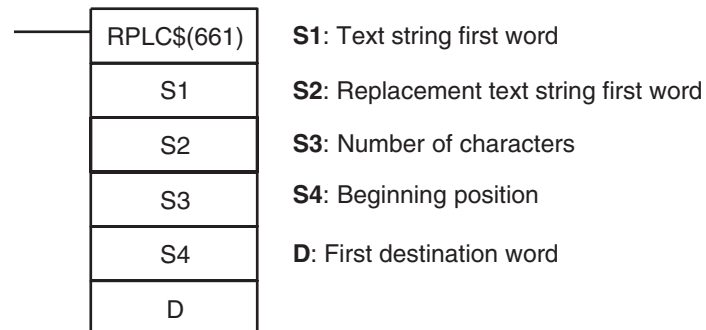 RPLC$(661) S1: Text string first word
S1 S2: Replacement text string first word
S2 S3: Number of characters
S3 S4: Beginning position
S4 D: First destination word
D